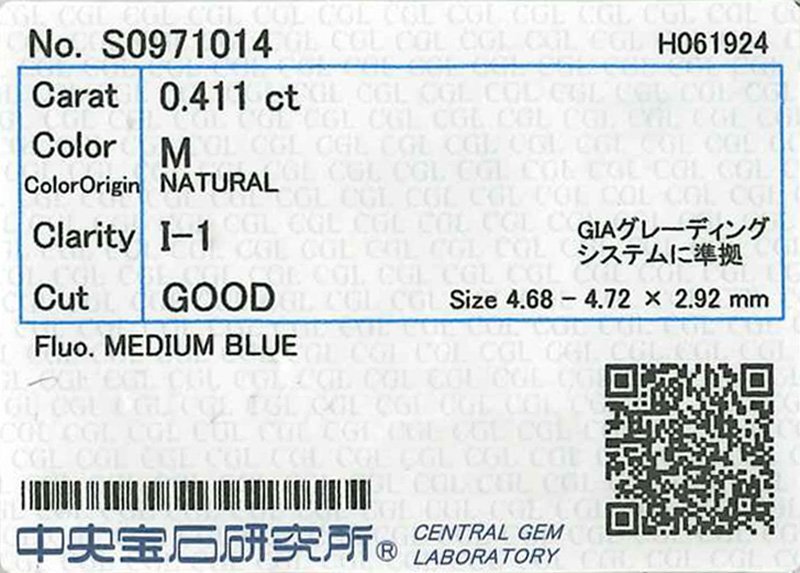 No. S0971014 H061924
Carat 0.411 ct
Color M
ColorOrigin NATURAL
Clarity I-1
GIAグレーディング
システムに準拠
Cut GOOD Size 4.68 - 4.72 × 2.92 mm
Fluo. MEDIUM BLUE
中央宝石研究所® CENTRAL GEM
LABORATORY